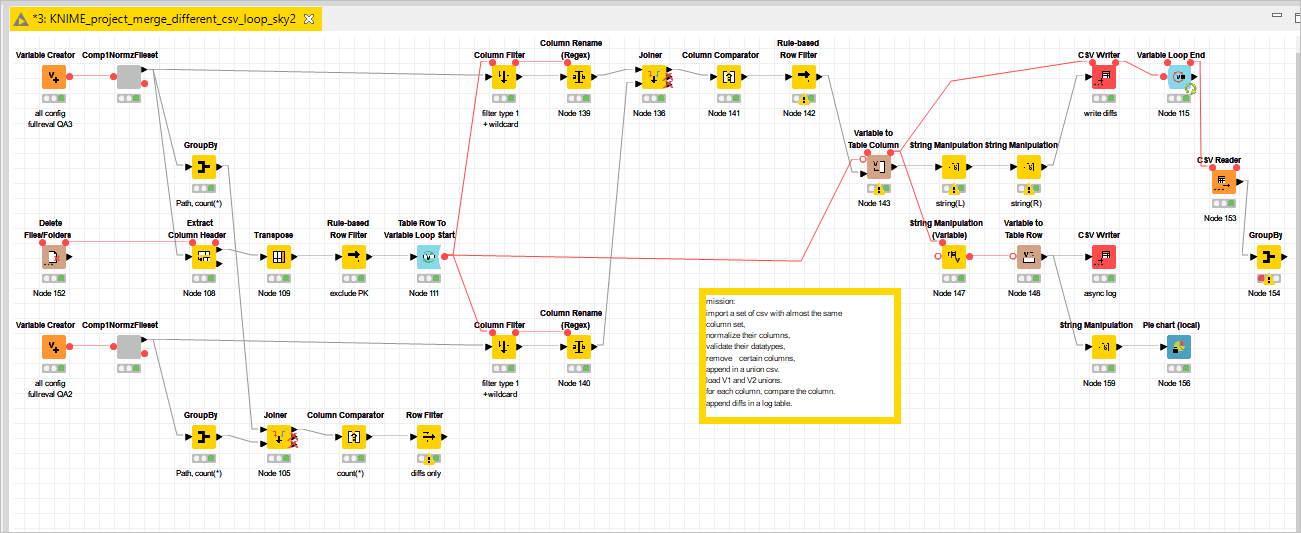 *3: KNIME_project_merge_different_csv_loop_sky2
Variable Creator
all config
fullreval QA3
Comp1NormzFileset
Column Filter
filter type 1
+ wildcard
Column Rename
(Regex)
Node 139
Joiner
Node 136
Column Comparator
Node 141
Rule-based
Row Filter
Node 142
CSV Writer
write diffs
Variable Loop End
Node 115
GroupBy
Path, count(*)
Variable to
Table Column
Node 143
String Manipulation
string(L)
String Manipulation
string(R)
CSV Reader
Node 153
Delete
Files/Folders
Node 152
Extract
Column Header
Node 108
Transpose
Node 109
Rule-based
Row Filter
exclude PK
Table Row To
Variable Loop Start
Node 111
String Manipulation
(Variable)
Node 147
Variable to
Table Row
Node 148
CSV Writer
async log
GroupBy
Node 154
Variable Creator
all config
fullreval QA2
Comp1NormzFileset
Column Filter
filter type 1
+wildcard
Column Rename
(Regex)
Node 140
mission:
import a set of csv with almost the same
column set,
normalize their columns,
validate their datatypes,
remove certain columns,
append in a union csv.
load V1 and V2 unions.
for each column, compare the column.
append diffs in a log table.
String Manipulation
Node 159
Pie chart (local)
Node 156
GroupBy
Path, count(*)
Joiner
Node 105
Column Comparator
count(*)
Row Filter
diffs only